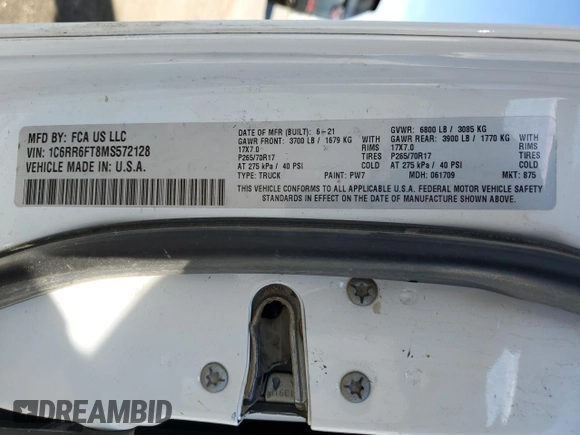 MFD BY: FCA US LLC
VIN: 1C6RR6FT8MS572128
VEHICLE MADE IN: U.S.A.
DATE OF MFR (BUILT): 6-21 GVWR: 6800 LB / 3085 KG
GAWR FRONT: 3700 LB / 1679 KG WITH GAWR REAR: 3900 LB / 1770 KG WITH
17X7.0 RIMS 17X7.0 RIMS
P265/70R17 TIRES P265/70R17 TIRES
AT 275 kPa / 40 PSI COLD AT 275 kPa / 40 PSI COLD
TYPE: TRUCK PAINT: PW7 MDH: 061709 MKT: 875
THIS VEHICLE CONFORMS TO ALL APPLICABLE U.S.A. FEDERAL MOTOR VEHICLE SAFETY
STANDARDS IN EFFECT ON THE DATE OF MANUFACTURE SHOWN ABOVE.
DREAMBID